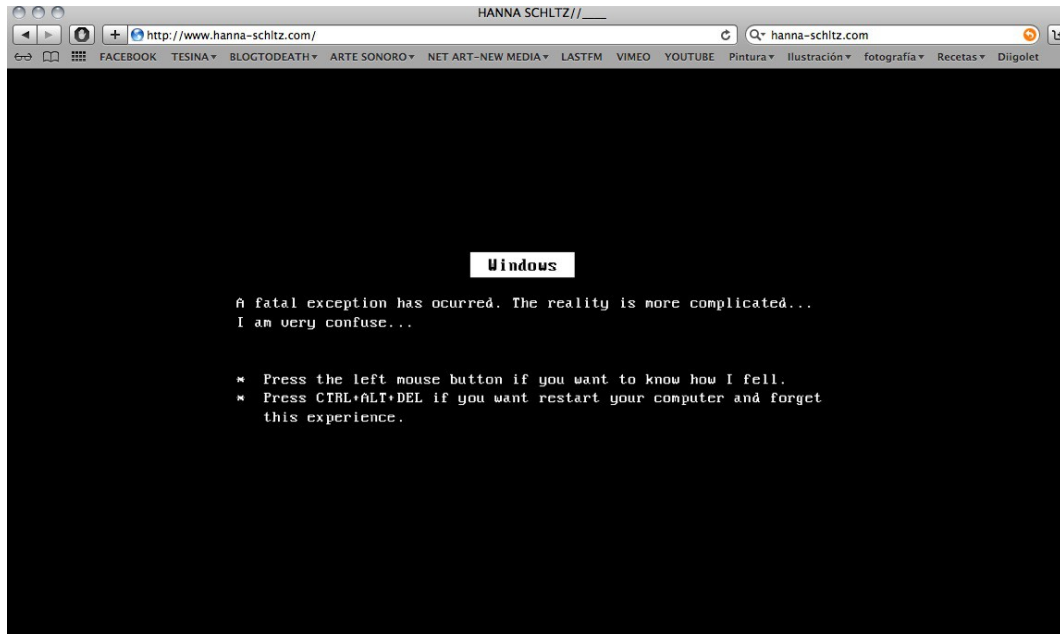 HANNA SCHLTZ//____
http://www.hanna-schltz.com/ hanna-schltz.com
FACEBOOK TESINA BLOGTODEATH ARTE SONORO NET ART-NEW MEDIA LASTFM VIMEO YOUTUBE Pintura Ilustración fotografía Recetas Diigolet
Windows
A fatal exception has ocurred. The reality is more complicated...
I am very confuse...
* Press the left mouse button if you want to know how I fell.
* Press CTRL+ALT+DEL if you want restart your computer and forget
this experience.